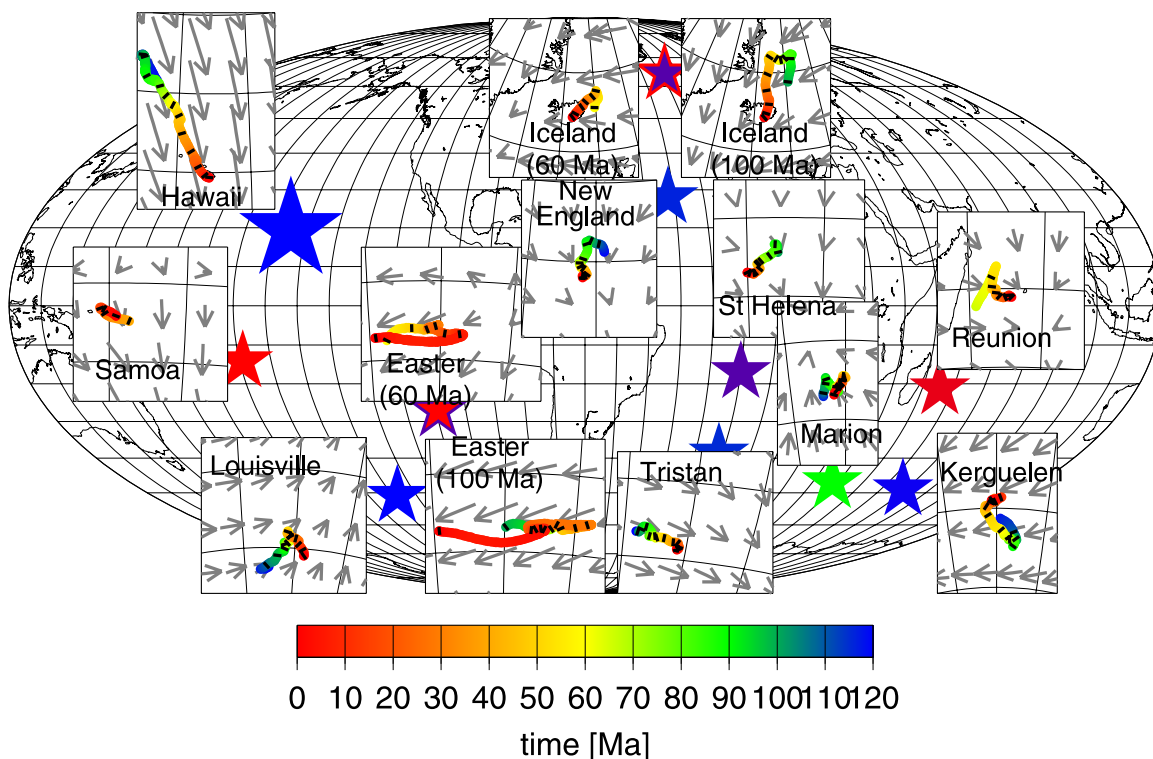 Hawaii
Iceland
(60 Ma)
Iceland
(100 Ma)
New
England
St Helena
Reunion
Samoa
Easter
(60 Ma)
Marion
Louisville
Easter
(100 Ma)
Tristan
Kerguelen
0 10 20 30 40 50 60 70 80 90 100 110 120
time [Ma]